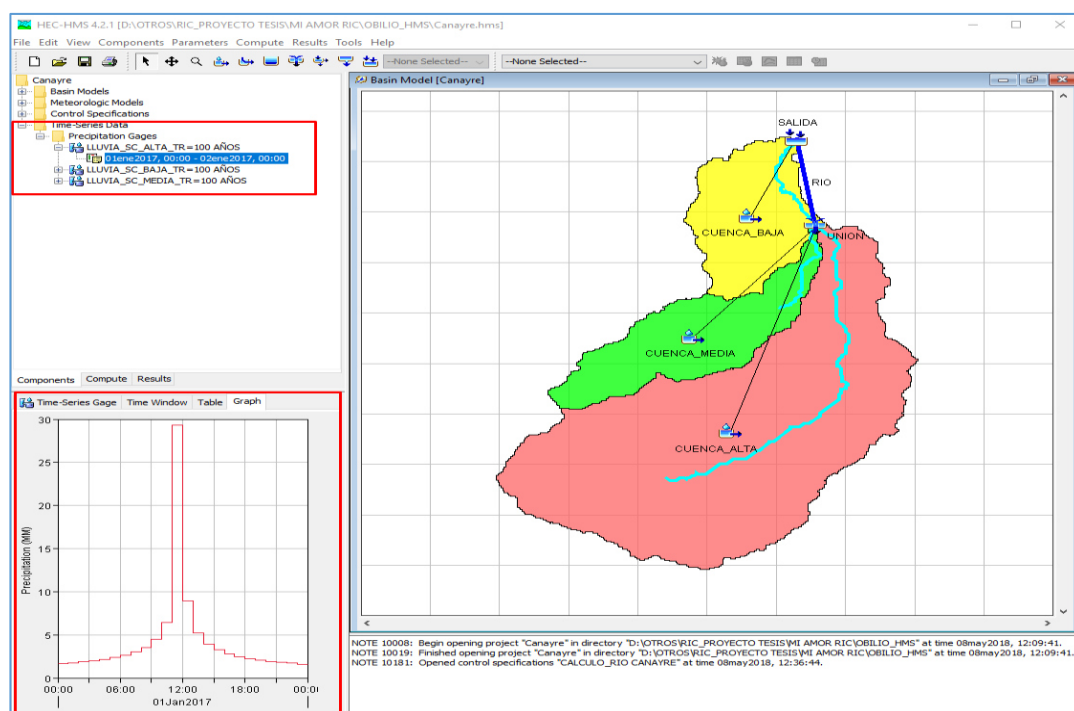 HEC-HMS 4.2.1 [D:\OTROS\RIC_PROYECTO TESIS\MI AMOR RIC\OBILIO_HMS\Canayre.hms]
File Edit View Components Parameters Compute Results Tools Help
--None Selected--
--None Selected--
Canayre
Basin Models
Meteorologic Models
Control Specifications
Time-Series Data
Precipitation Gages
LLUVIA_SC_ALTA_TR=100 AÑOS
01ene2017, 00:00 - 02ene2017, 00:00
LLUVIA_SC_BAJA_TR=100 AÑOS
LLUVIA_SC_MEDIA_TR=100 AÑOS
Components Compute Results
Time-Series Gage Time Window Table Graph
30
25
20
15
10
5
0
Precipitation (MM)
00:00 06:00 12:00 18:00 00:0
01Jan2017
Basin Model [Canayre]
SALIDA
RIO
CUENCA_BAJA
UNION
CUENCA_MEDIA
CUENCA_ALTA
NOTE 10008: Begin opening project "Canayre" in directory "D:\OTROS\RIC_PROYECTO TESIS\MI AMOR RIC\OBILIO_HMS" at time 08may2018, 12:09:41.
NOTE 10019: Finished opening project "Canayre" in directory "D:\OTROS\RIC_PROYECTO TESIS\MI AMOR RIC\OBILIO_HMS" at time 08may2018, 12:09:41.
NOTE 10181: Opened control specifications "CALCULO_RIO CANAYRE" at time 08may2018, 12:36:44.